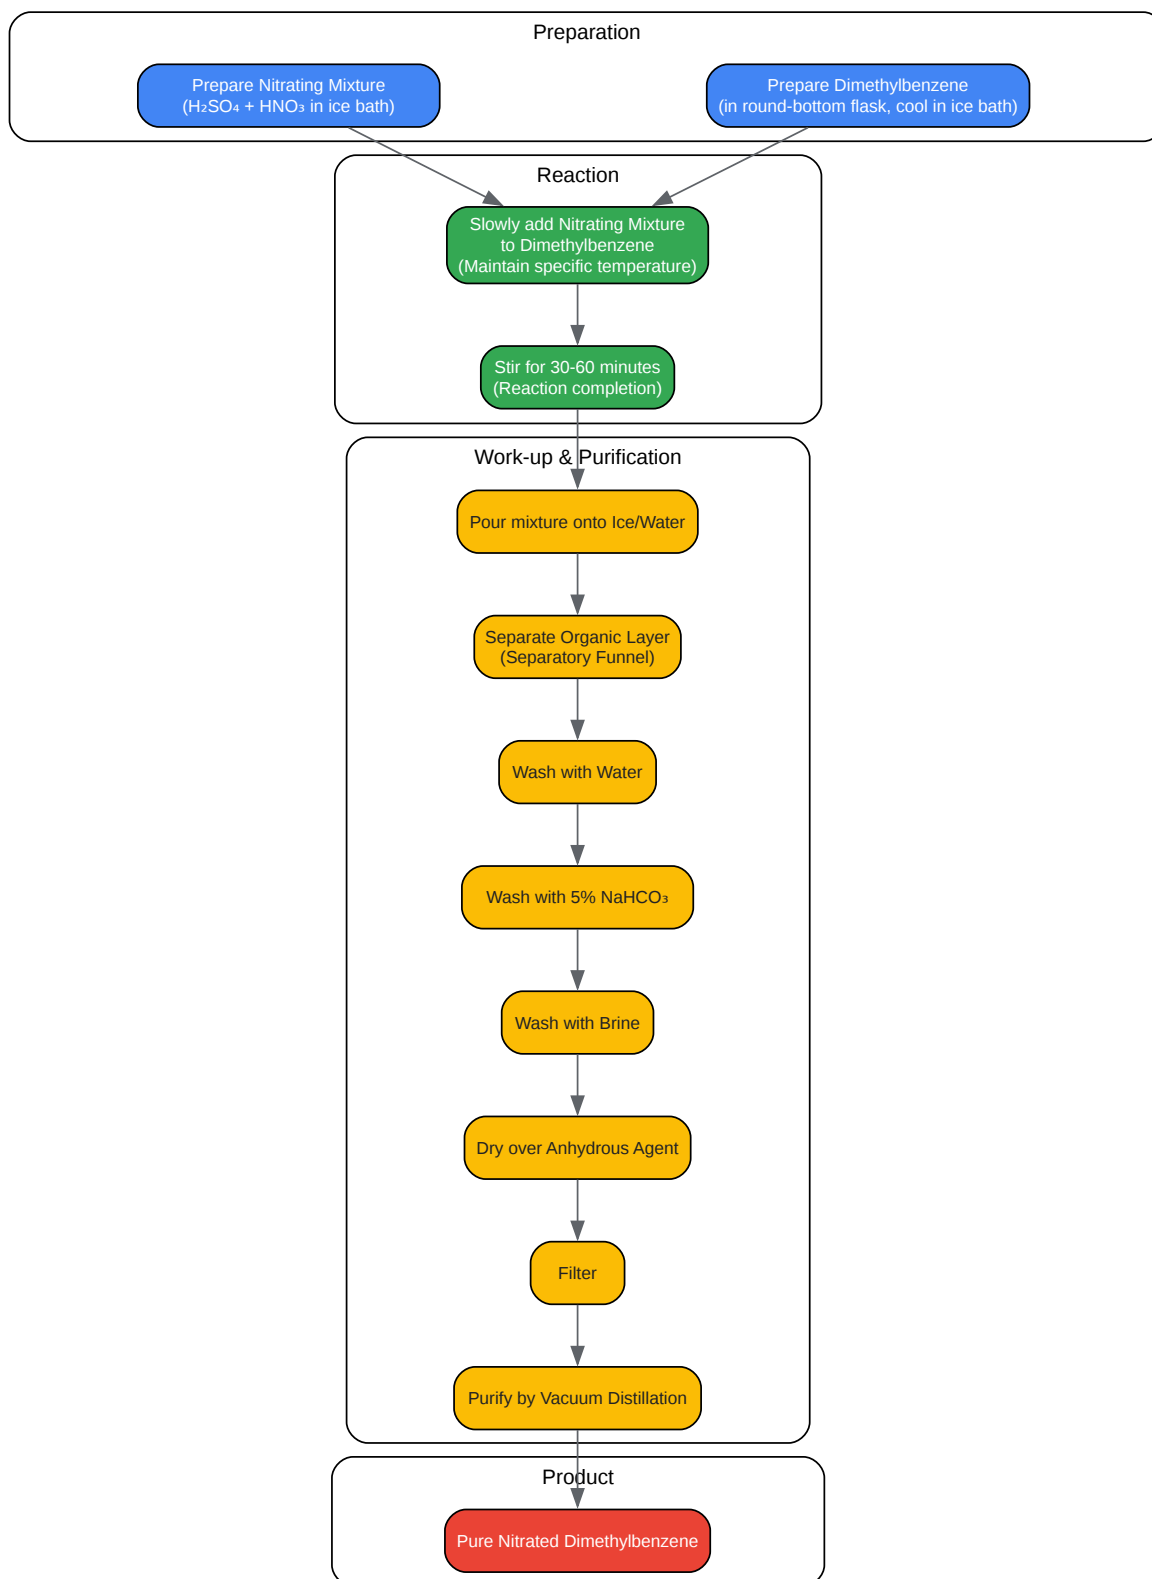 Preparation
Prepare Nitrating Mixture
(H₂SO₄ + HNO₃ in ice bath)
Prepare Dimethylbenzene
(in round-bottom flask, cool in ice bath)
Reaction
Slowly add Nitrating Mixture
to Dimethylbenzene
(Maintain specific temperature)
Stir for 30-60 minutes
(Reaction completion)
Work-up & Purification
Pour mixture onto Ice/Water
Separate Organic Layer
(Separatory Funnel)
Wash with Water
Wash with 5% NaHCO₃
Wash with Brine
Dry over Anhydrous Agent
Filter
Purify by Vacuum Distillation
Product
Pure Nitrated Dimethylbenzene